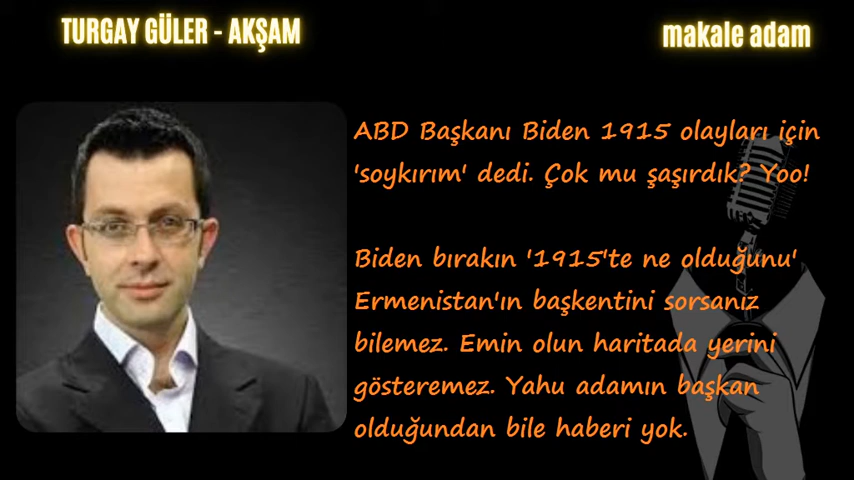 TURGAY GÜLER - AKŞAM
makale adam
ABD Başkanı Biden 1915 olayları için
'soykırım' dedi. Çok mu şaşırdık? Yoo!
Biden bırakın '1915'te ne olduğunu'
Ermenistan'ın başkentini sorsaniz
bilemez. Emin olun haritada yerini
gösteremez. Yahu adamın başkan
olduğundan bile haberi yok.